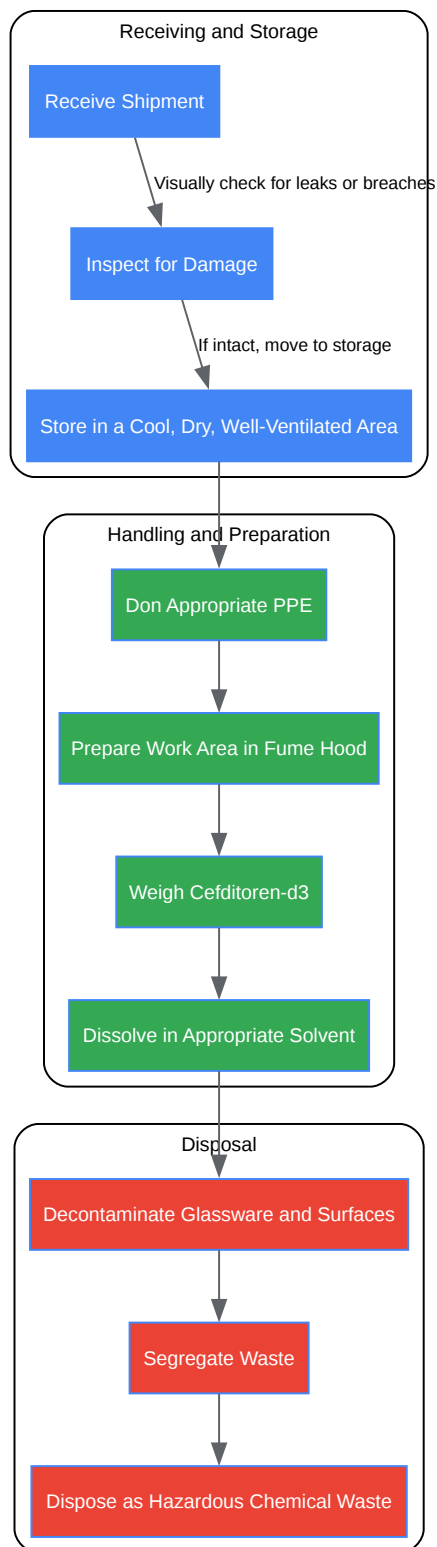 Receiving and Storage
Receive Shipment
Visually check for leaks or breaches
Inspect for Damage
If intact, move to storage
Store in a Cool, Dry, Well-Ventilated Area
Handling and Preparation
Don Appropriate PPE
Prepare Work Area in Fume Hood
Weigh Cefditoren-d3
Dissolve in Appropriate Solvent
Disposal
Decontaminate Glassware and Surfaces
Segregate Waste
Dispose as Hazardous Chemical Waste